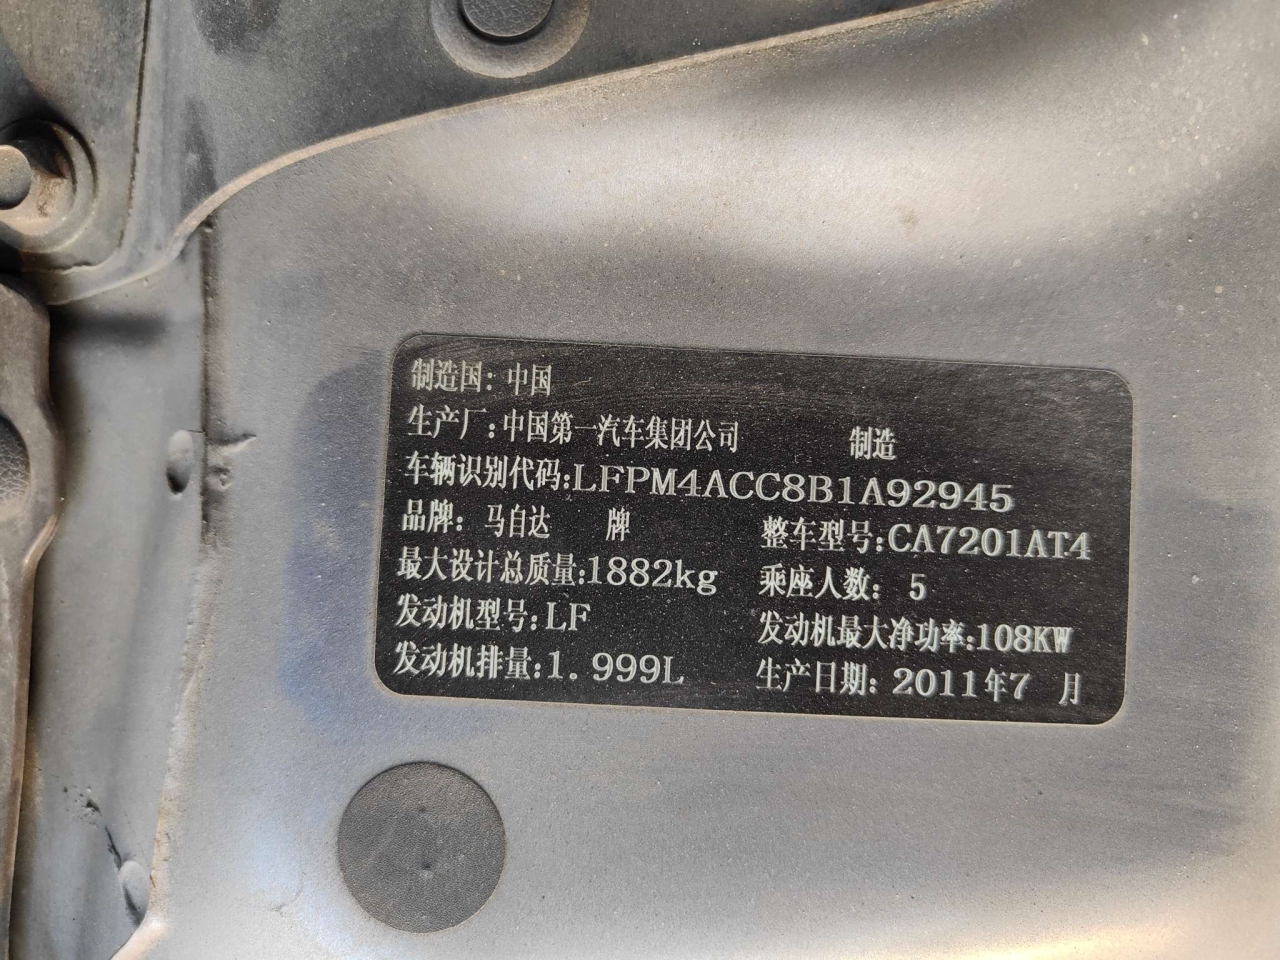 制造国：中国
生产厂：中国第一汽车集团公司 制造
车辆识别代码:LFPM4ACC8B1A92945
品牌：马自达 牌 整车型号:CA7201AT4
最大设计总质量:1882kg 乘座人数： 5
发动机型号:LF 发动机最大净功率:108KW
发动机排量:1.999L 生产日期：2011年7 月